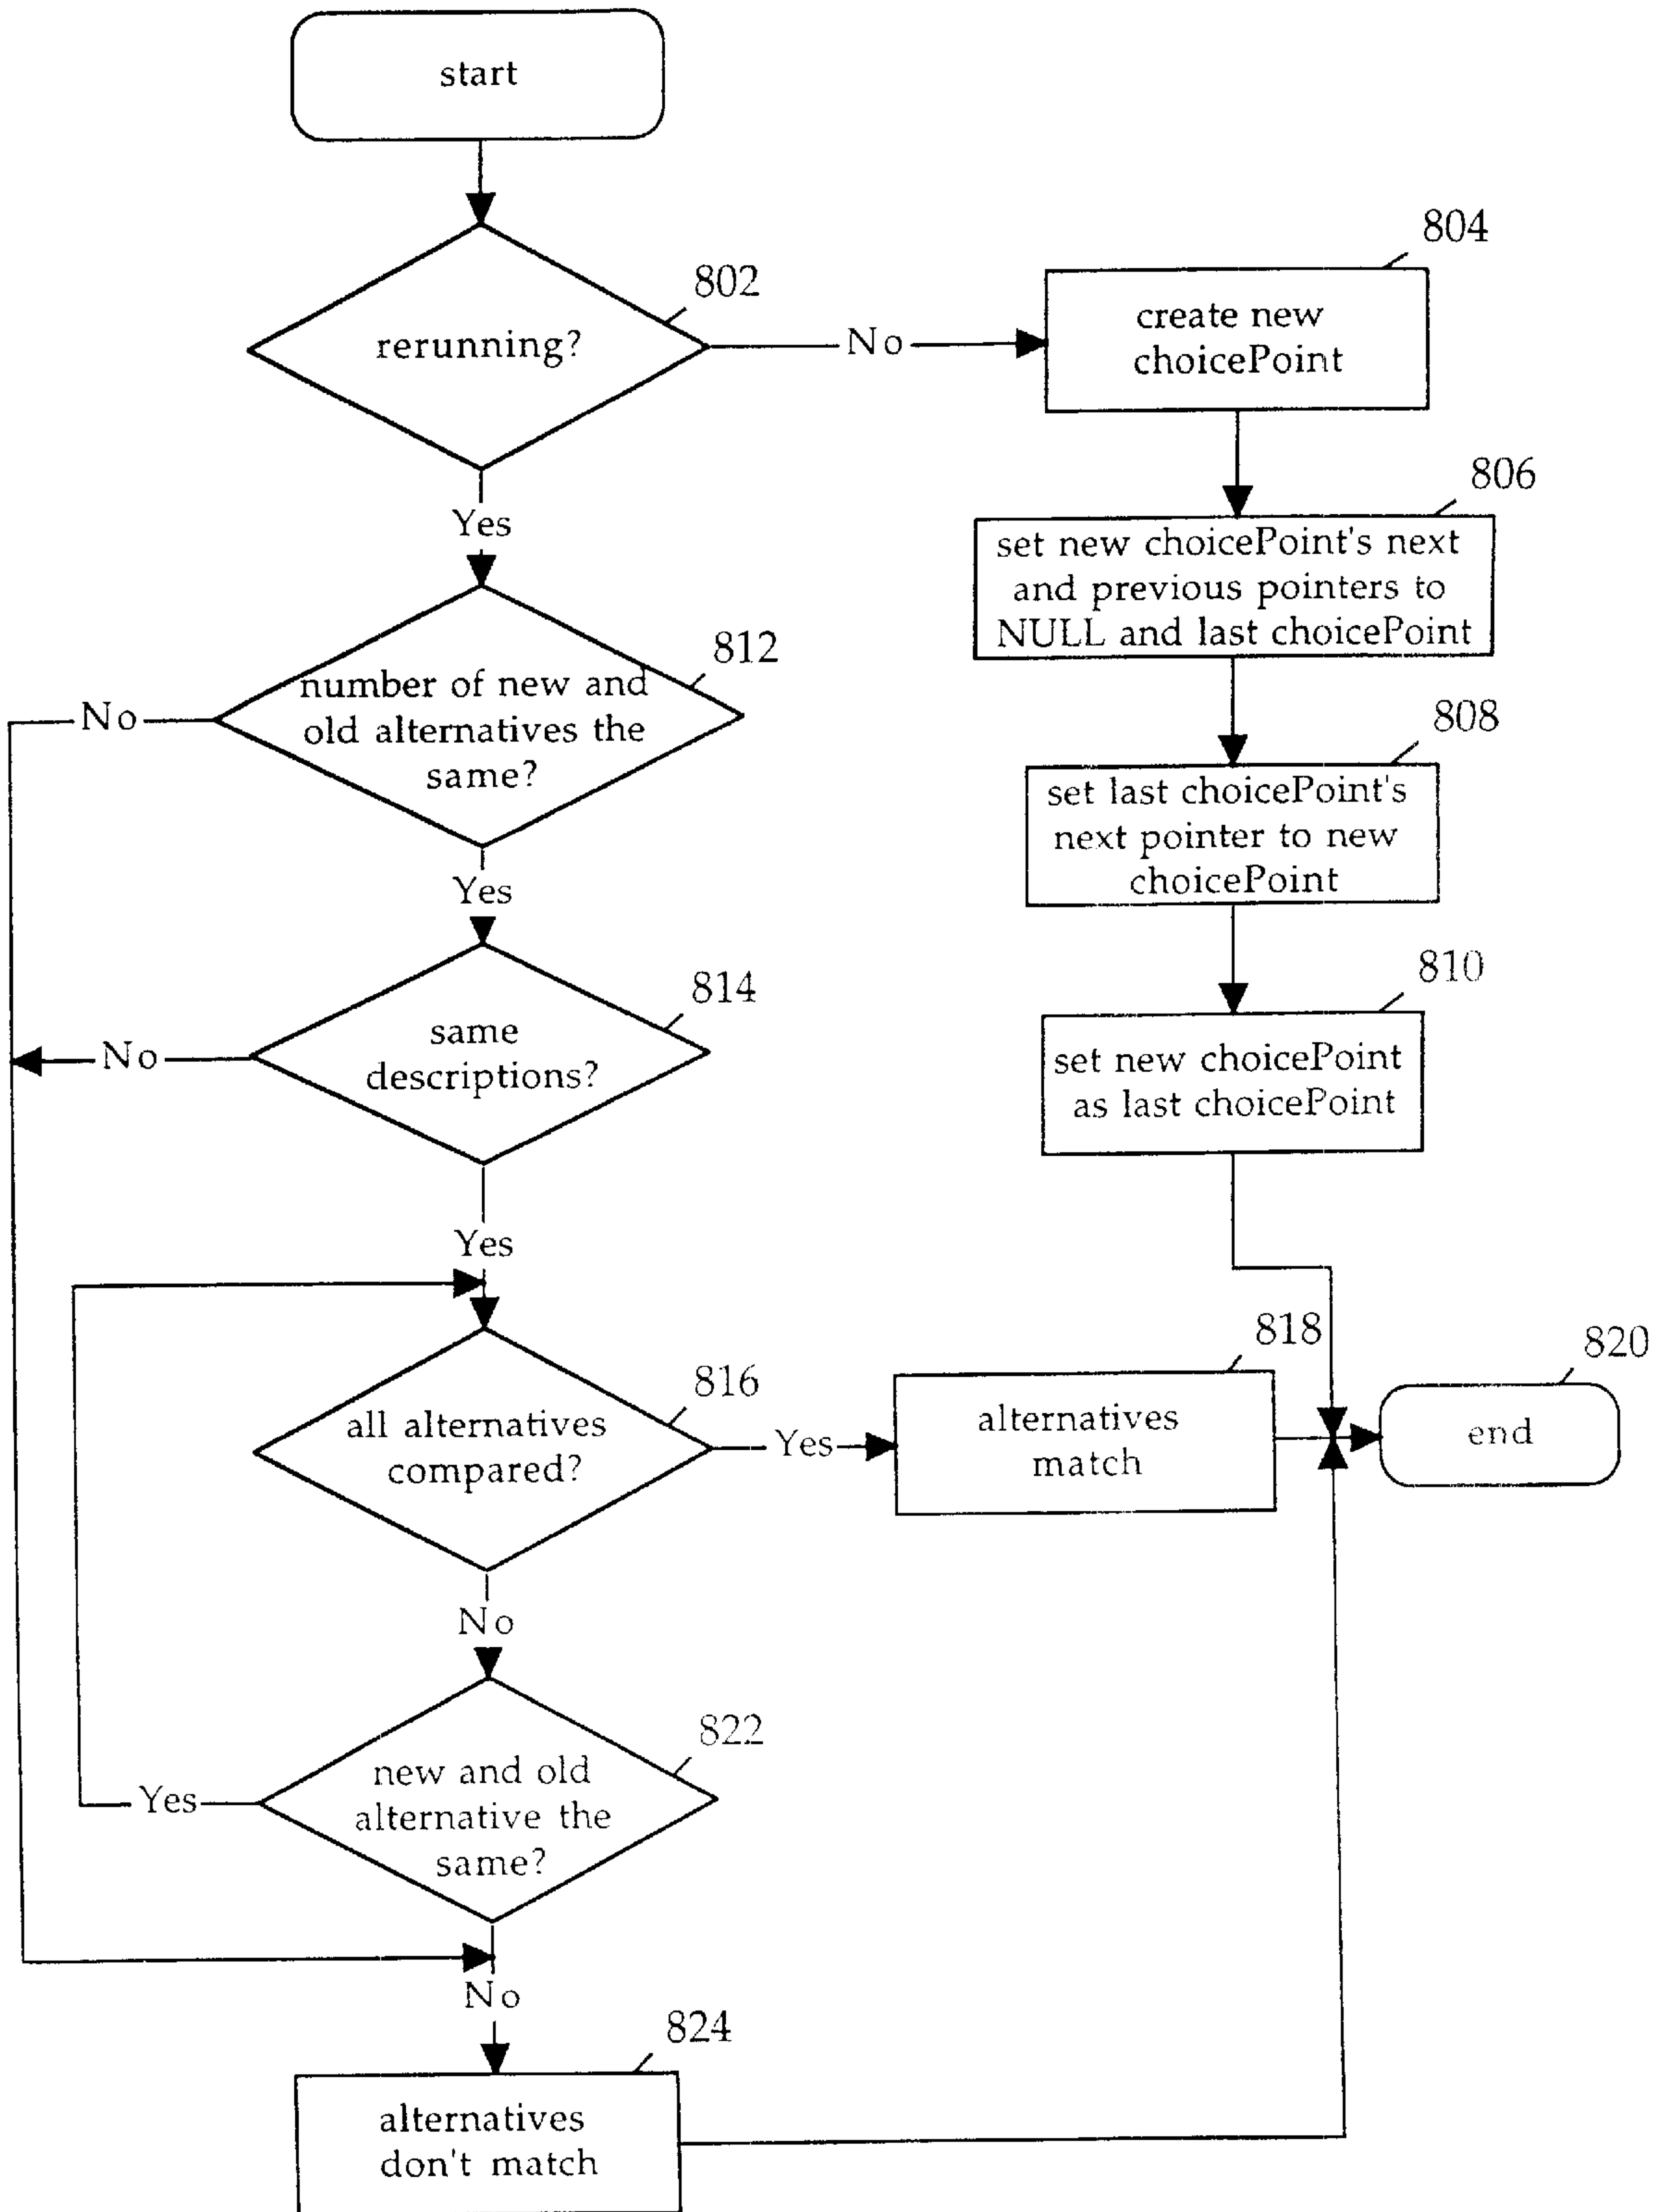 start
802
rerunning?
No
804
create new
choicePoint
Yes
806
set new choicePoint's next
and previous pointers to
NULL and last choicePoint
812
number of new and
old alternatives the
same?
No
808
set last choicePoint's
next pointer to new
choicePoint
Yes
814
same
descriptions?
No
810
set new choicePoint
as last choicePoint
Yes
816
all alternatives
compared?
Yes
818
alternatives
match
820
end
No
822
new and old
alternative the
same?
Yes
No
824
alternatives
don't match